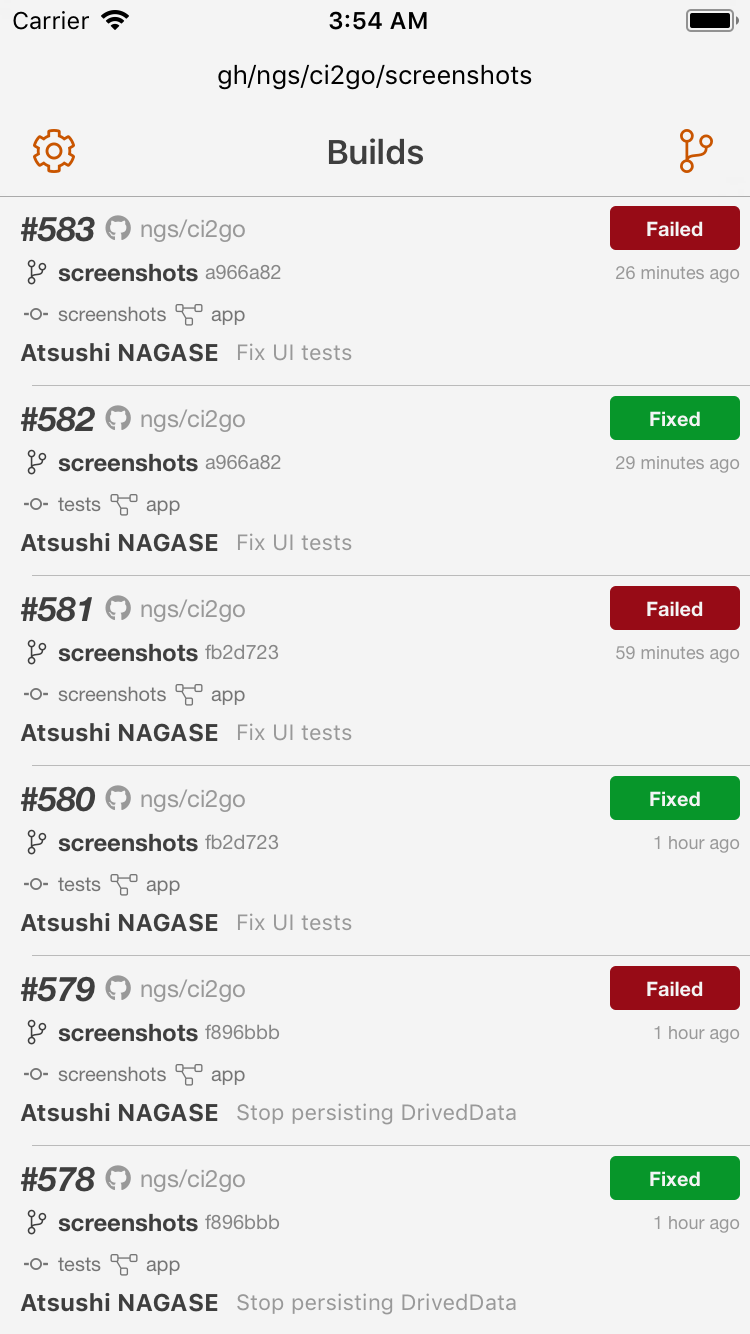 Carrier 3:54 AM
gh/ngs/ci2go/screenshots
Builds
#583 ngs/ci2go Failed
screenshots a966a82 26 minutes ago
screenshots app
Atsushi NAGASE Fix UI tests
#582 ngs/ci2go Fixed
screenshots a966a82 29 minutes ago
tests app
Atsushi NAGASE Fix UI tests
#581 ngs/ci2go Failed
screenshots fb2d723 59 minutes ago
screenshots app
Atsushi NAGASE Fix UI tests
#580 ngs/ci2go Fixed
screenshots fb2d723 1 hour ago
tests app
Atsushi NAGASE Fix UI tests
#579 ngs/ci2go Failed
screenshots f896bbb 1 hour ago
screenshots app
Atsushi NAGASE Stop persisting DrivedData
#578 ngs/ci2go Fixed
screenshots f896bbb 1 hour ago
tests app
Atsushi NAGASE Stop persisting DrivedData